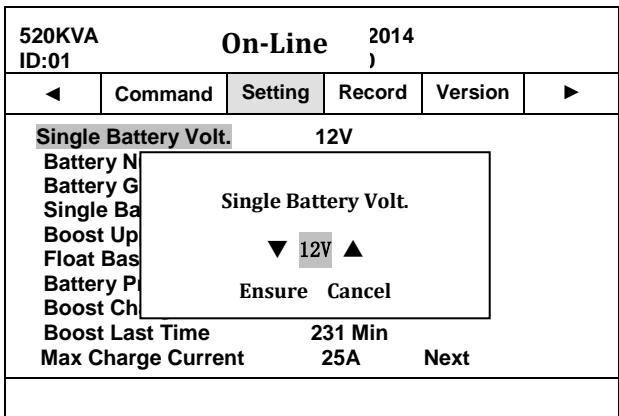 520KVA On-Line 2014
ID:01
◄ Command Setting Record Version ►
Single Battery Volt. 12V
Battery N
Battery G
Single Ba
Boost Up
Float Bas
Battery P
Boost Ch
Single Battery Volt.
▼ 12V ▲
Ensure Cancel
Boost Last Time 231 Min
Max Charge Current 25A Next